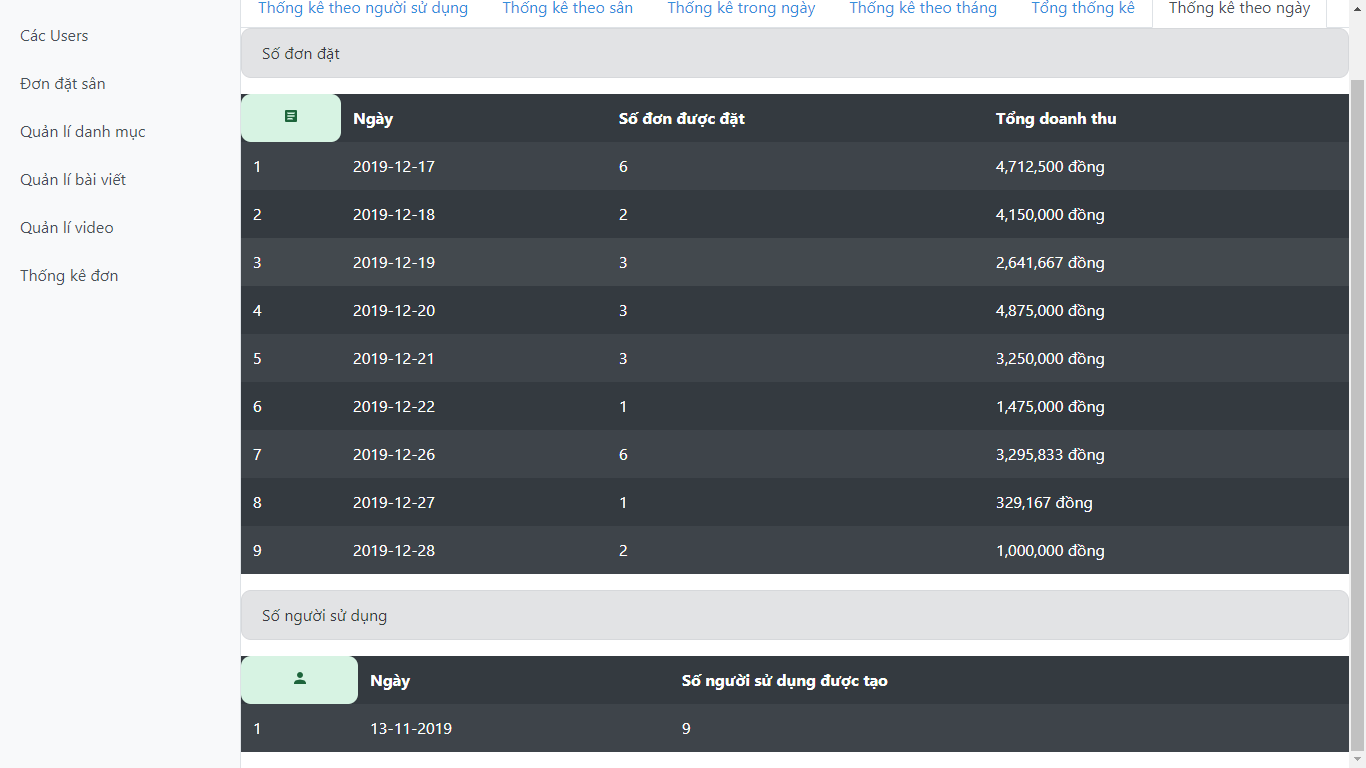 Thống kê theo người sử dụng Thống kê theo sân Thống kê trong ngày Thống kê theo tháng Tổng thống kê Thống kê theo ngày
Các Users
Đơn đặt sân
Quản lí danh mục
Quản lí bài viết
Quản lí video
Thống kê đơn
Số đơn đặt
Ngày Số đơn được đặt Tổng doanh thu
1 2019-12-17 6 4,712,500 đồng
2 2019-12-18 2 4,150,000 đồng
3 2019-12-19 3 2,641,667 đồng
4 2019-12-20 3 4,875,000 đồng
5 2019-12-21 3 3,250,000 đồng
6 2019-12-22 1 1,475,000 đồng
7 2019-12-26 6 3,295,833 đồng
8 2019-12-27 1 329,167 đồng
9 2019-12-28 2 1,000,000 đồng
Số người sử dụng
Ngày Số người sử dụng được tạo
1 13-11-2019 9